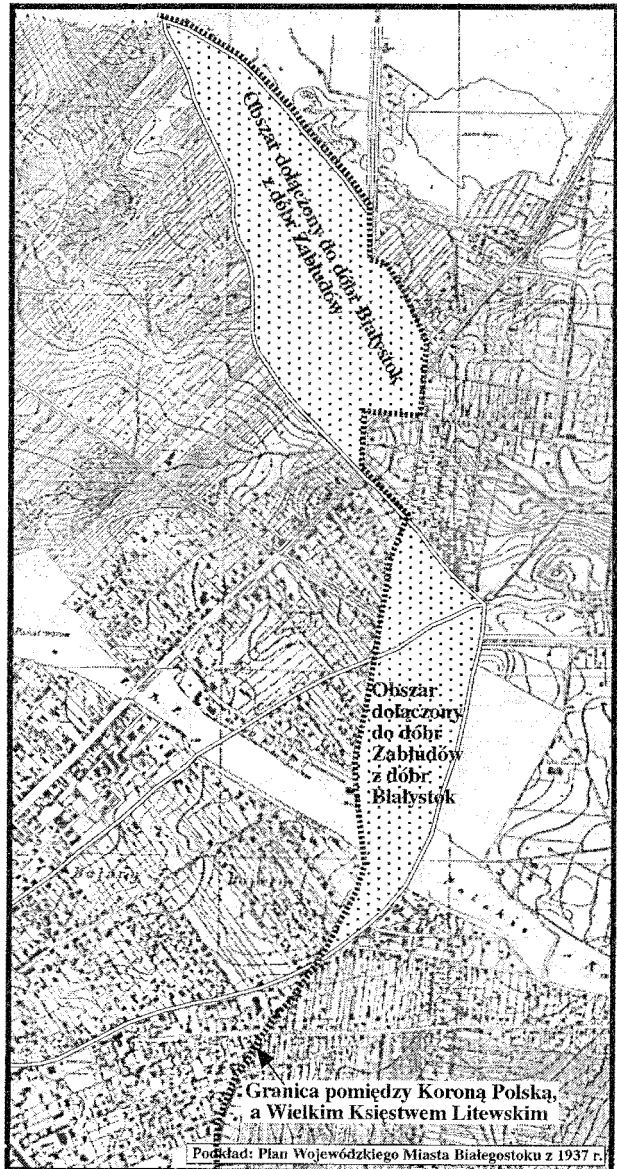 Obszar dołączony do dóbr Białystok
z dóbr Zabłudów
Obszar
dołączony
do dóbr
Zabłudów
z dóbr
Białystok
Bojary
Granica pomiędzy Koroną Polską,
a Wielkim Księstwem Litewskim
Podkład: Plan Wojewódzkiego Miasta Białegostoku z 1937 r.